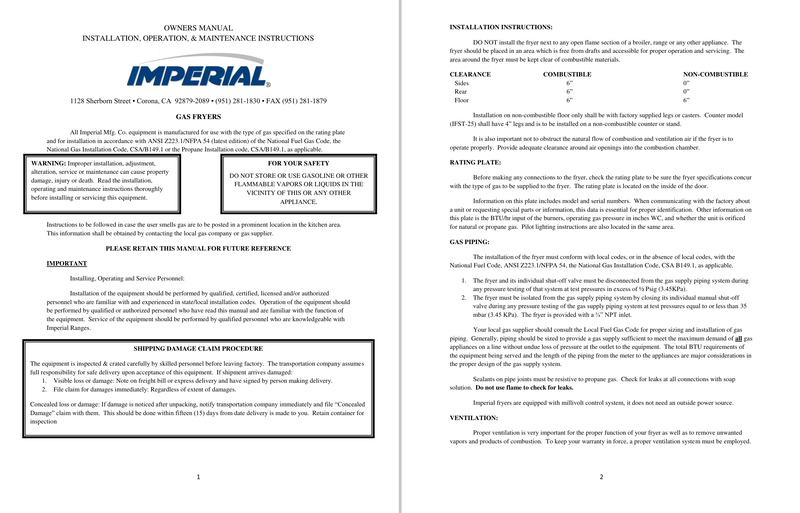 OWNERS MANUAL
INSTALLATION, OPERATION, & MAINTENANCE INSTRUCTIONS
IMPERIAL®
1128 Sherborn Street • Corona, CA 92879-2089 • (951) 281-1830 • FAX (951) 281-1879
GAS FRYERS
All Imperial Mfg. Co. equipment is manufactured for use with the type of gas specified on the rating plate
and for installation in accordance with ANSI Z223.1/NFPA 54 (latest edition) of the National Fuel Gas Code, the
National Gas Installation Code, CSA/B149.1 or the Propane Installation code, CSA/B149.1, as applicable.
WARNING: Improper installation, adjustment,
alteration, service or maintenance can cause property
damage, injury or death. Read the installation,
operating and maintenance instructions thoroughly
before installing or servicing this equipment.
FOR YOUR SAFETY
DO NOT STORE OR USE GASOLINE OR OTHER
FLAMMABLE VAPORS OR LIQUIDS IN THE
VICINITY OF THIS OR ANY OTHER
APPLIANCE.
Instructions to be followed in case the user smells gas are to be posted in a prominent location in the kitchen area.
This information shall be obtained by contacting the local gas company or gas supplier.
PLEASE RETAIN THIS MANUAL FOR FUTURE REFERENCE
IMPORTANT
Installing, Operating and Service Personnel:
Installation of the equipment should be performed by qualified, certified, licensed and/or authorized
personnel who are familiar with and experienced in state/local installation codes. Operation of the equipment should
be performed by qualified or authorized personnel who have read this manual and are familiar with the function of
the equipment. Service of the equipment should be performed by qualified personnel who are knowledgeable with
Imperial Ranges.
SHIPPING DAMAGE CLAIM PROCEDURE
The equipment is inspected & crated carefully by skilled personnel before leaving factory. The transportation company assumes
full responsibility for safe delivery upon acceptance of this equipment. If shipment arrives damaged:
1. Visible loss or damage: Note on freight bill or express delivery and have signed by person making delivery.
2. File claim for damages immediately: Regardless of extent of damages.
Concealed loss or damage: If damage is noticed after unpacking, notify transportation company immediately and file “Concealed
Damage” claim with them. This should be done within fifteen (15) days from date delivery is made to you. Retain container for
inspection
1
INSTALLATION INSTRUCTIONS:
DO NOT install the fryer next to any open flame section of a broiler, range or any other appliance. The
fryer should be placed in an area which is free from drafts and accessible for proper operation and servicing. The
area around the fryer must be kept clear of combustible materials.
CLEARANCE COMBUSTIBLE NON-COMBUSTIBLE
Sides 6” 0”
Rear 6” 0”
Floor 6” 6”
Installation on non-combustible floor only shall be with factory supplied legs or casters. Counter model
(IFST-25) shall have 4” legs and is to be installed on a non-combustible counter or stand.
It is also important not to obstruct the natural flow of combustion and ventilation air if the fryer is to
operate properly. Provide adequate clearance around air openings into the combustion chamber.
RATING PLATE:
Before making any connections to the fryer, check the rating plate to be sure the fryer specifications concur
with the type of gas to be supplied to the fryer. The rating plate is located on the inside of the door.
Information on this plate includes model and serial numbers. When communicating with the factory about
a unit or requesting special parts or information, this data is essential for proper identification. Other information on
this plate is the BTU/hr input of the burners, operating gas pressure in inches WC, and whether the unit is orificed
for natural or propane gas. Pilot lighting instructions are also located in the same area.
GAS PIPING:
The installation of the fryer must conform with local codes, or in the absence of local codes, with the
National Fuel Code, ANSI Z223.1/NFPA 54, the National Gas Installation Code, CSA B149.1, as applicable.
1. The fryer and its individual shut-off valve must be disconnected from the gas supply piping system during
any pressure testing of that system at test pressures in excess of ½ Psig (3.45KPa).
2. The fryer must be isolated from the gas supply piping system by closing its individual manual shut-off
valve during any pressure testing of the gas supply piping system at test pressures equal to or less than 35
mbar (3.45 KPa). The fryer is provided with a ¾” NPT inlet.
Your local gas supplier should consult the Local Fuel Gas Code for proper sizing and installation of gas
piping. Generally, piping should be sized to provide a gas supply sufficient to meet the maximum demand of all gas
appliances on a line without undue loss of pressure at the outlet to the equipment. The total BTU requirements of
the equipment being served and the length of the piping from the meter to the appliances are major considerations in
the proper design of the gas supply system.
Sealants on pipe joints must be resistive to propane gas. Check for leaks at all connections with soap
solution. Do not use flame to check for leaks.
Imperial fryers are equipped with millivolt control system, it does not need an outside power source.
VENTILATION:
Proper ventilation is very important for the proper function of your fryer as well as to remove unwanted
vapors and products of combustion. To keep your warranty in force, a proper ventilation system must be employed.
2